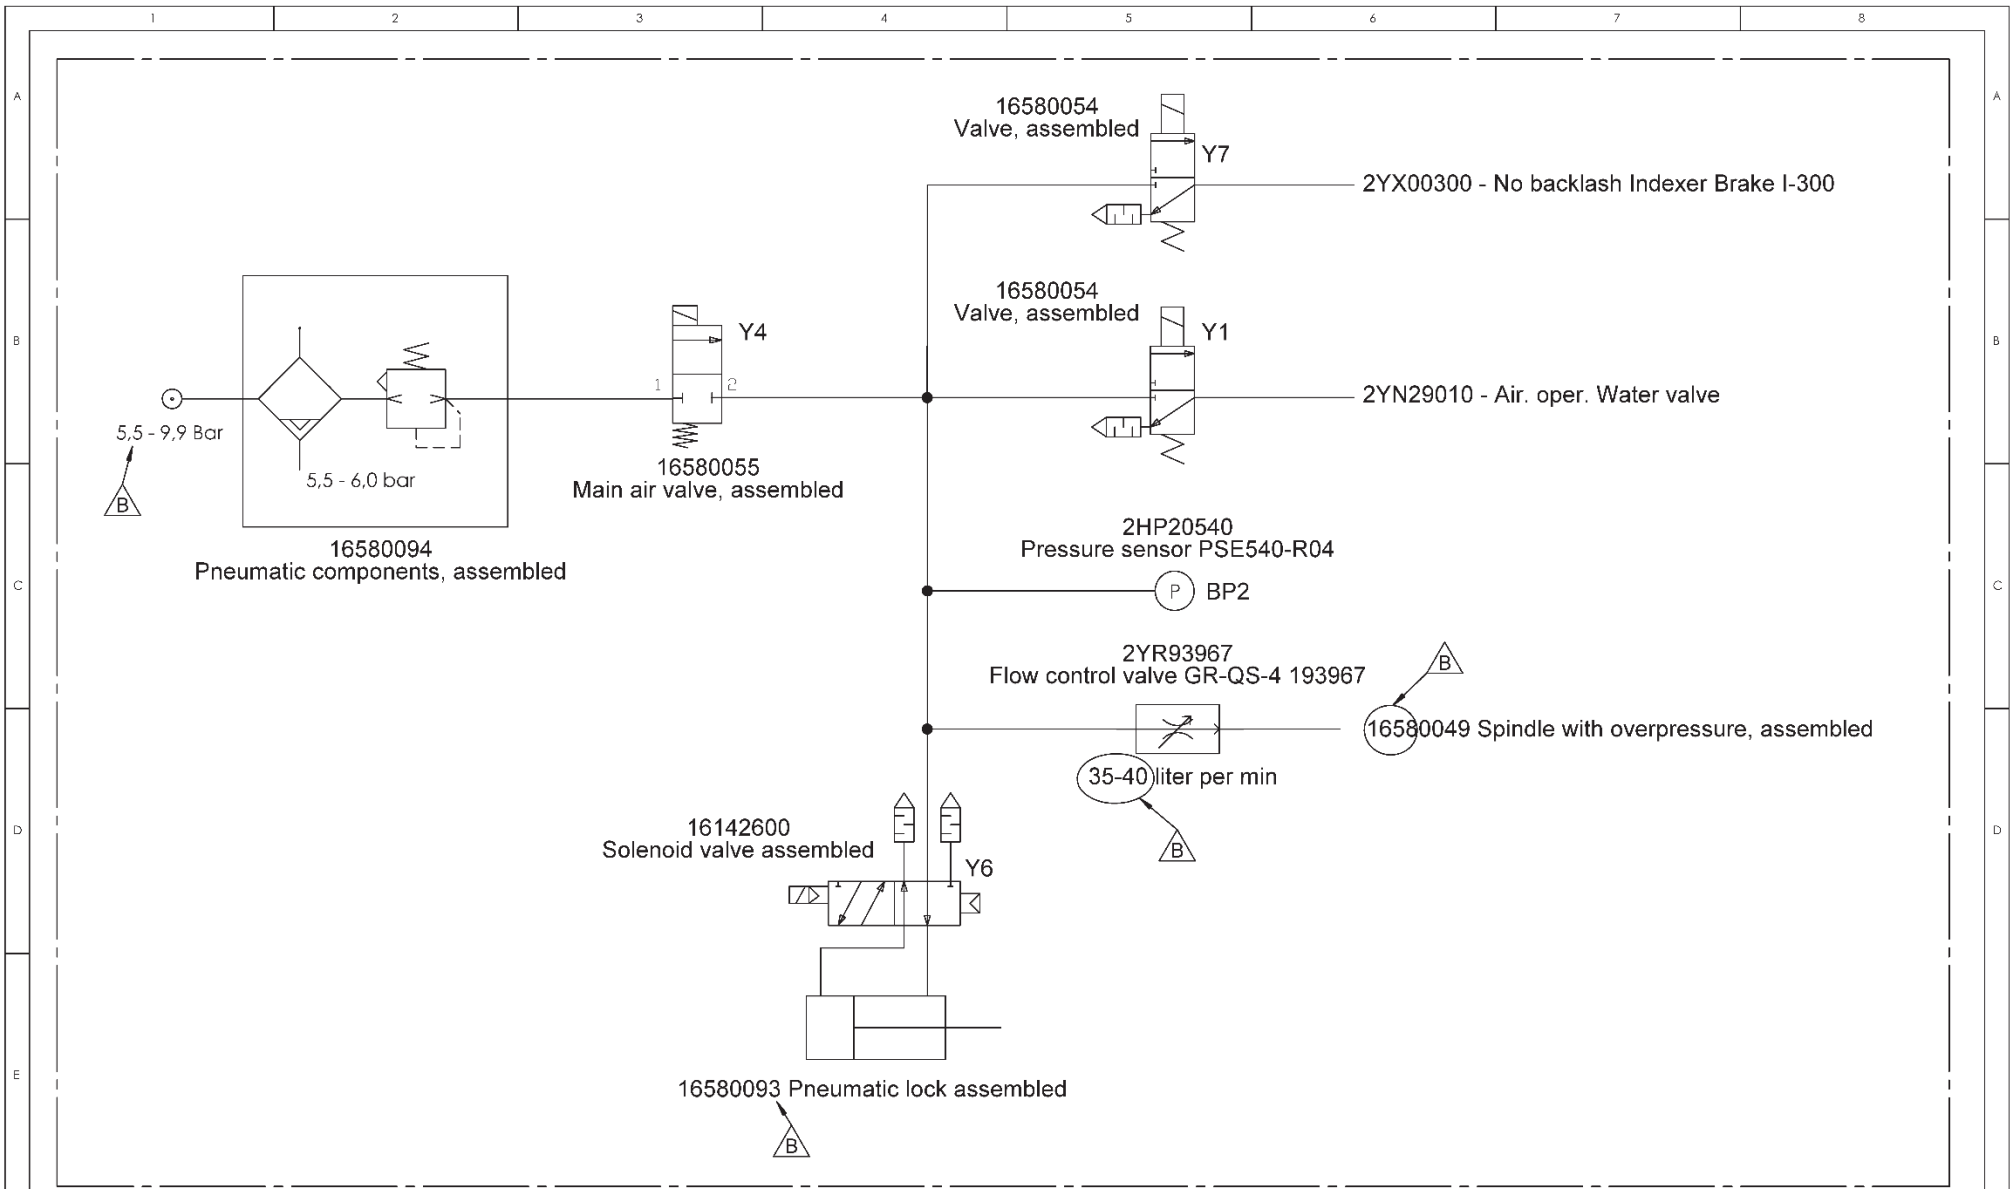 1 2 3 4 5 6 7 8
A A
16580054
Valve, assembled
Y7
2YX00300 - No backlash Indexer Brake I-300
B B
16580054
Valve, assembled
Y1
2YN29010 - Air. oper. Water valve
Y4
1 2
5,5 - 9,9 Bar
B
5,5 - 6,0 bar
16580055
Main air valve, assembled
16580094
Pneumatic components, assembled
C C
2HP20540
Pressure sensor PSE540-R04
P BP2
2YR93967
Flow control valve GR-QS-4 193967
B
16580049 Spindle with overpressure, assembled
35-40 liter per min
B
D D
16142600
Solenoid valve assembled
Y6
E E
16580093 Pneumatic lock assembled
B